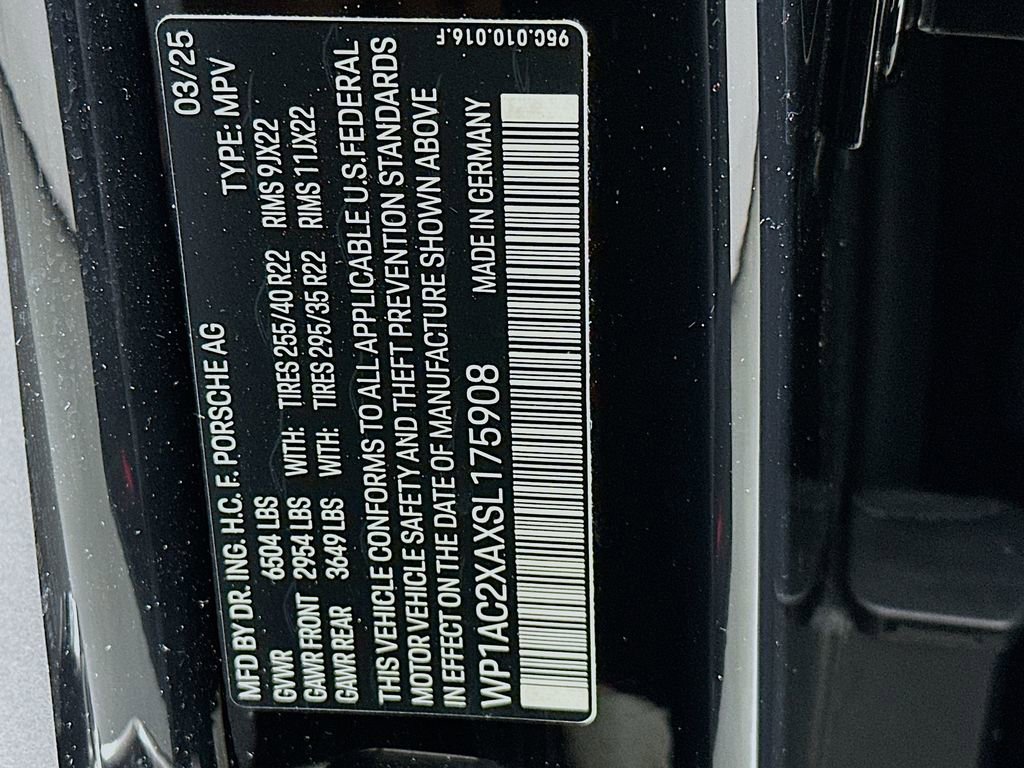 03/25
MFD BY DR. ING. H.C. F. PORSCHE AG TYPE: MPV
GVWR 6504 LBS
GAWR FRONT 2954 LBS WITH: TIRES 255/40 R22 RIMS 9JX22
GAWR REAR 3649 LBS WITH: TIRES 295/35 R22 RIMS 11JX22
THIS VEHICLE CONFORMS TO ALL APPLICABLE U.S.FEDERAL
MOTOR VEHICLE SAFETY AND THEFT PREVENTION STANDARDS
IN EFFECT ON THE DATE OF MANUFACTURE SHOWN ABOVE
WP1AC2XAXSL175908 MADE IN GERMANY
95C.010.016.F